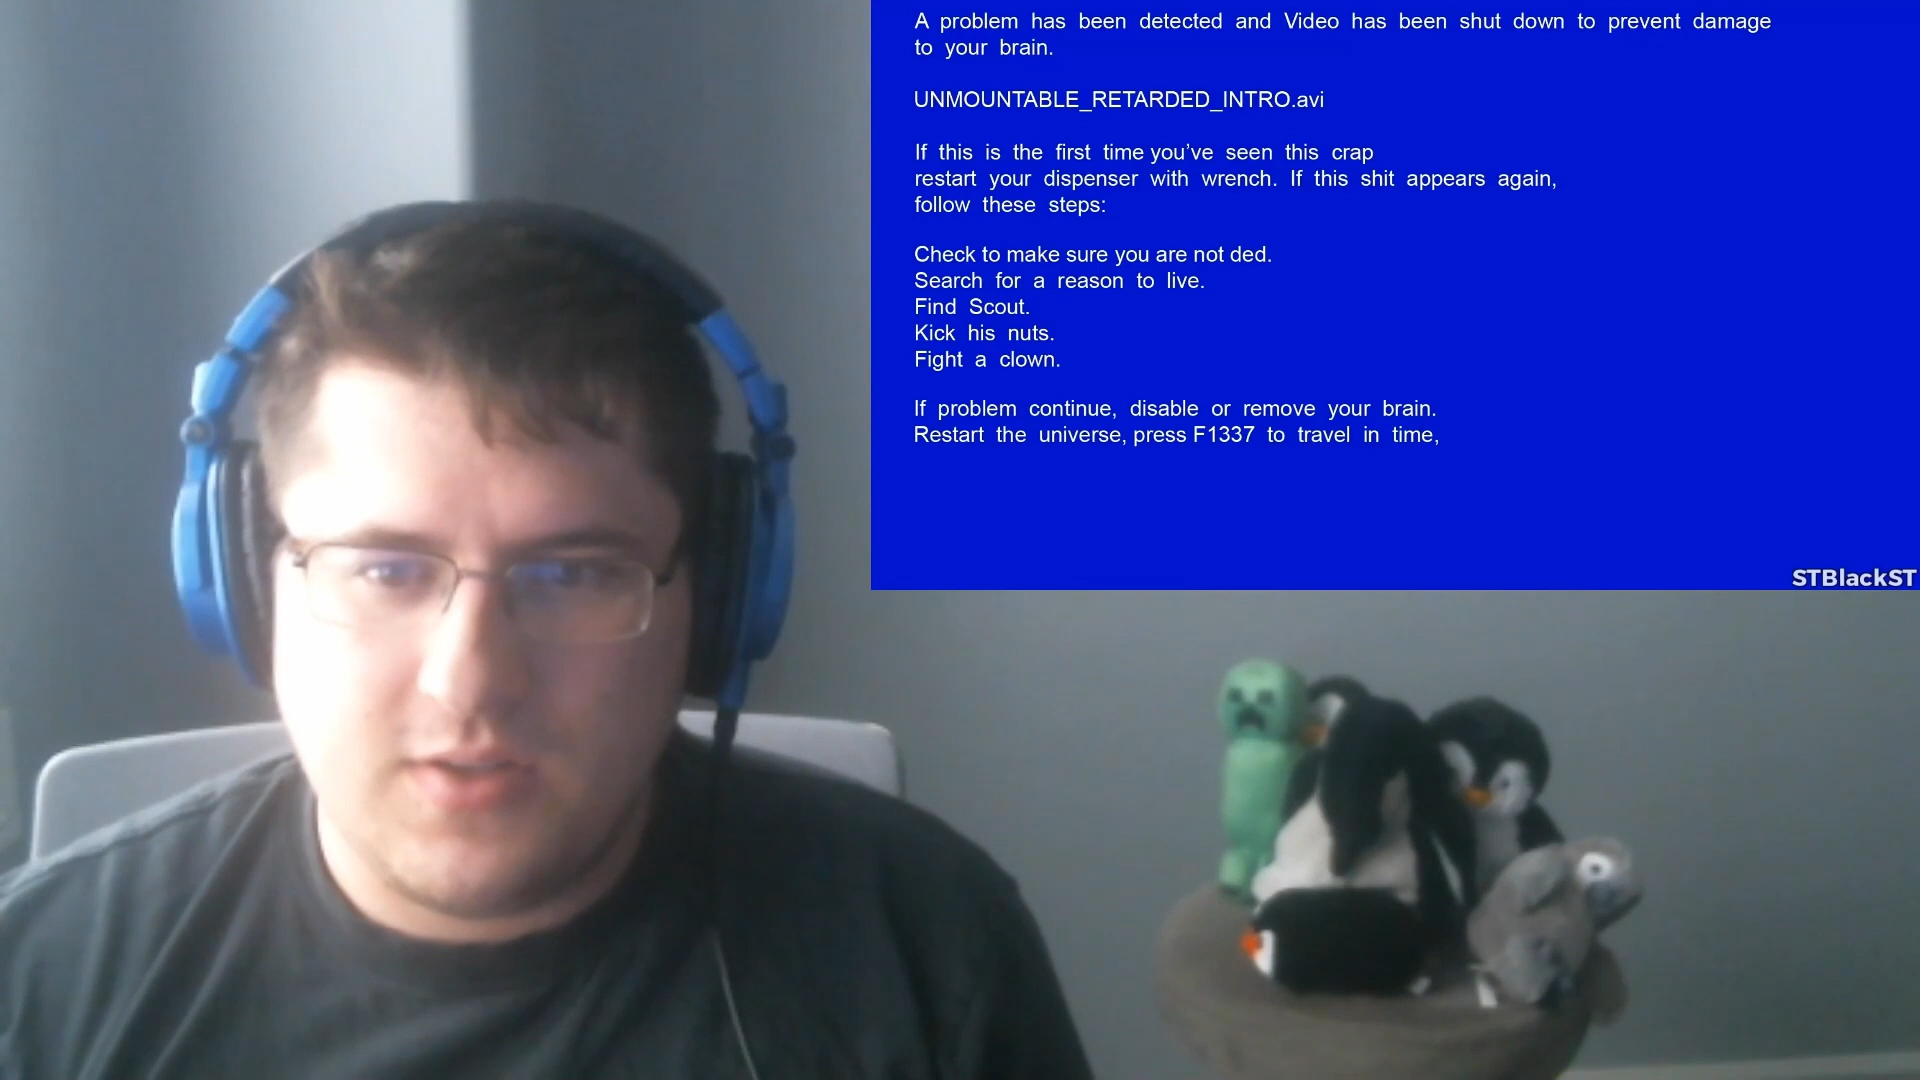 A problem has been detected and Video has been shut down to prevent damage
to your brain.
UNMOUNTABLE_RETARDED_INTRO.avi
If this is the first time you've seen this crap
restart your dispenser with wrench. If this shit appears again,
follow these steps:
Check to make sure you are not ded.
Search for a reason to live.
Find Scout.
Kick his nuts.
Fight a clown.
If problem continue, disable or remove your brain.
Restart the universe, press F1337 to travel in time,
STBlackST